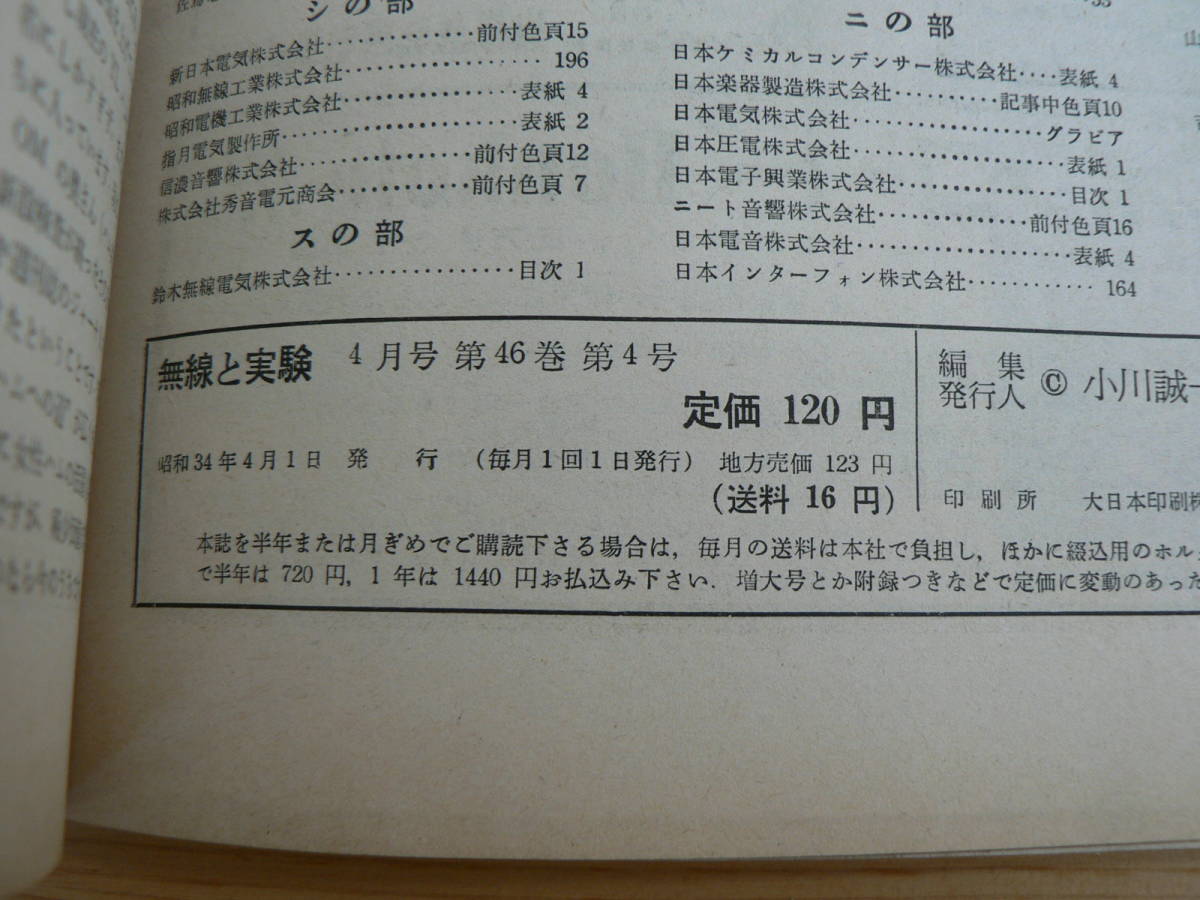 シの部
新日本電気株式会社‥‥‥‥‥前付色頁15
昭和無線工業株式会社‥‥‥‥‥‥ 196
昭和電機工業株式会社‥‥‥‥‥表紙 4
指月電気製作所‥‥‥‥‥‥‥‥表紙 2
信濃音響株式会社‥‥‥‥‥前付色頁12
株式会社秀音電元商会‥‥‥‥前付色頁 7
スの部
鈴木無線電気株式会社‥‥‥‥‥目次 1
ニの部
日本ケミカルコンデンサー株式会社‥‥表紙 4
日本楽器製造株式会社‥‥‥‥記事中色頁10
日本電気株式会社‥‥‥‥‥‥‥グラビア
日本圧電株式会社‥‥‥‥‥‥‥‥表紙 1
日本電子興業株式会社‥‥‥‥‥‥目次 1
ニート音響株式会社‥‥‥‥‥前付色頁16
日本電音株式会社‥‥‥‥‥‥‥‥表紙 4
日本インターフォン株式会社‥‥‥‥ 164
無線と実験 4月号 第46巻 第4号
定価 120 円
昭和34年4月1日 発 行 (毎月1回1日発行) 地方売価 123 円
(送料 16 円)
編 集
発行人 © 小川誠
印刷所 大日本印刷株
本誌を半年または月ぎめでご購読下さる場合は,毎月の送料は本社で負担し,ほかに綴込用のホル
で半年は 720 円,1 年は 1440 円お払込み下さい.増大号とか附録つきなどで定価に変動のあった